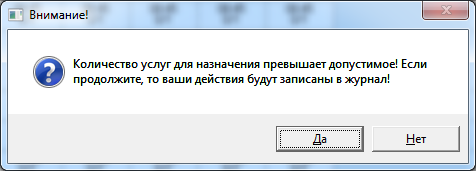 Внимание!
Количество услуг для назначения превышает допустимое! Если
продолжите, то ваши действия будут записаны в журнал!
Да
Нет